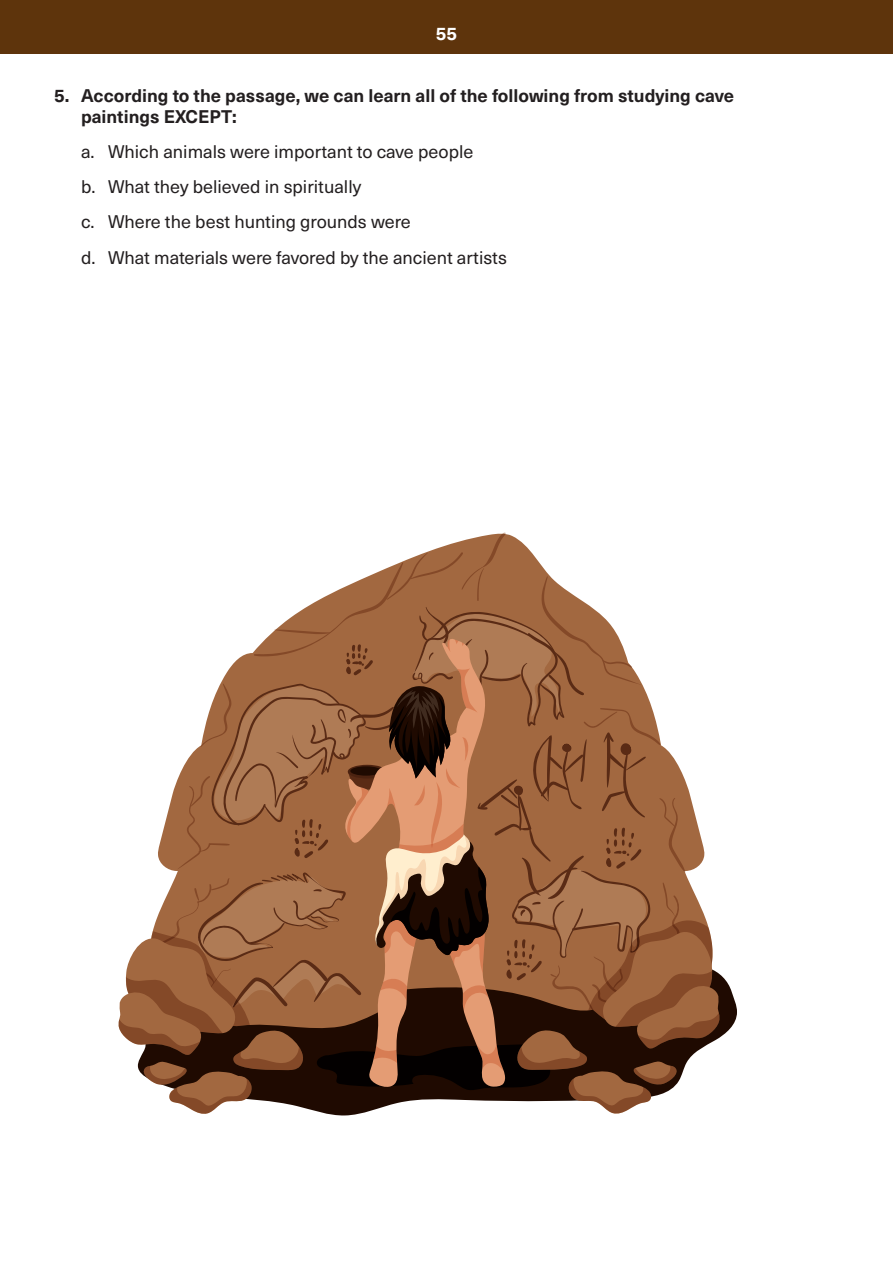 55
5. According to the passage, we can learn all of the following from studying cave
paintings EXCEPT:
a. Which animals were important to cave people
b. What they believed in spiritually
c. Where the best hunting grounds were
d. What materials were favored by the ancient artists